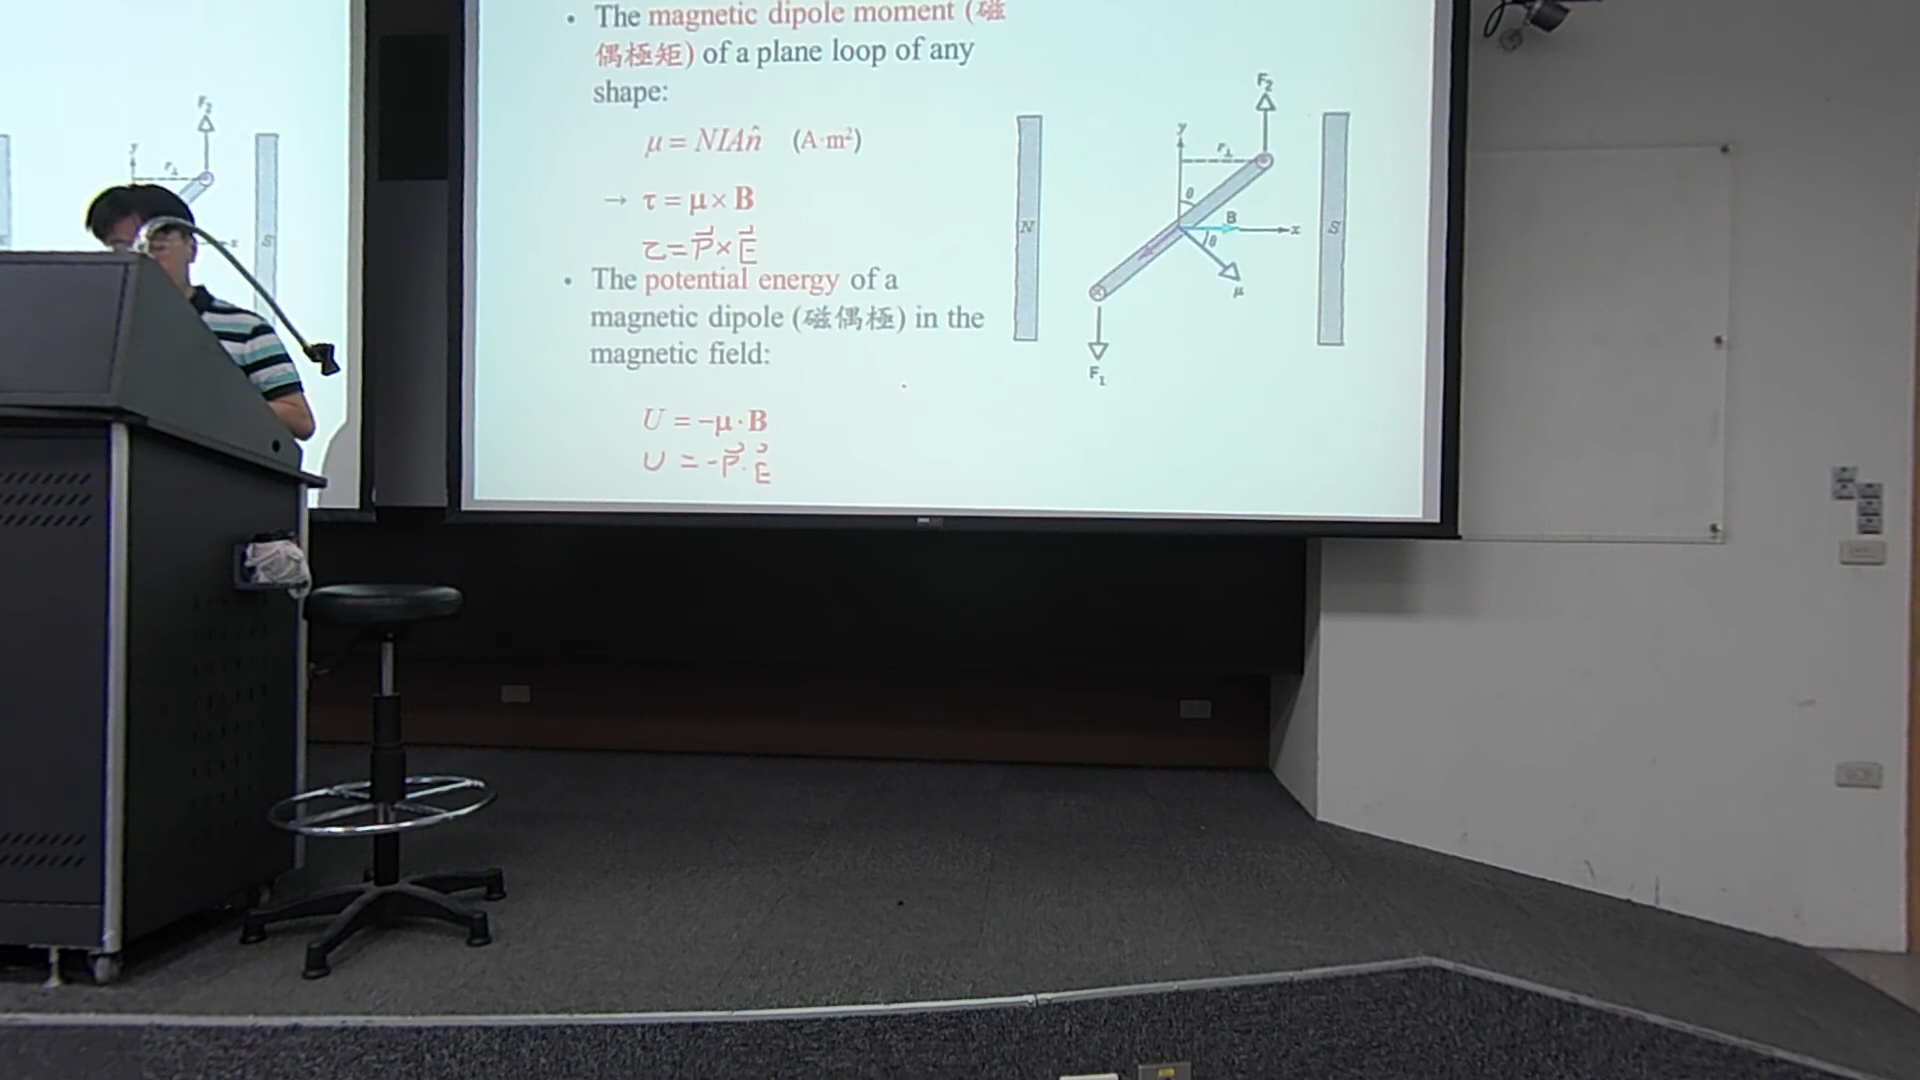 • The magnetic dipole moment (磁
偶極矩) of a plane loop of any
shape:
μ = NIAn̂ (A·m²)
→ τ = μ × B
τ = P⃗ × E⃗
• The potential energy of a
magnetic dipole (磁偶極) in the
magnetic field:
U = −μ · B
U = -P⃗ · E⃗
F₂
y
r⊥
θ
B
x
θ
μ
N
S
F₁
F₂
r⊥
x
S